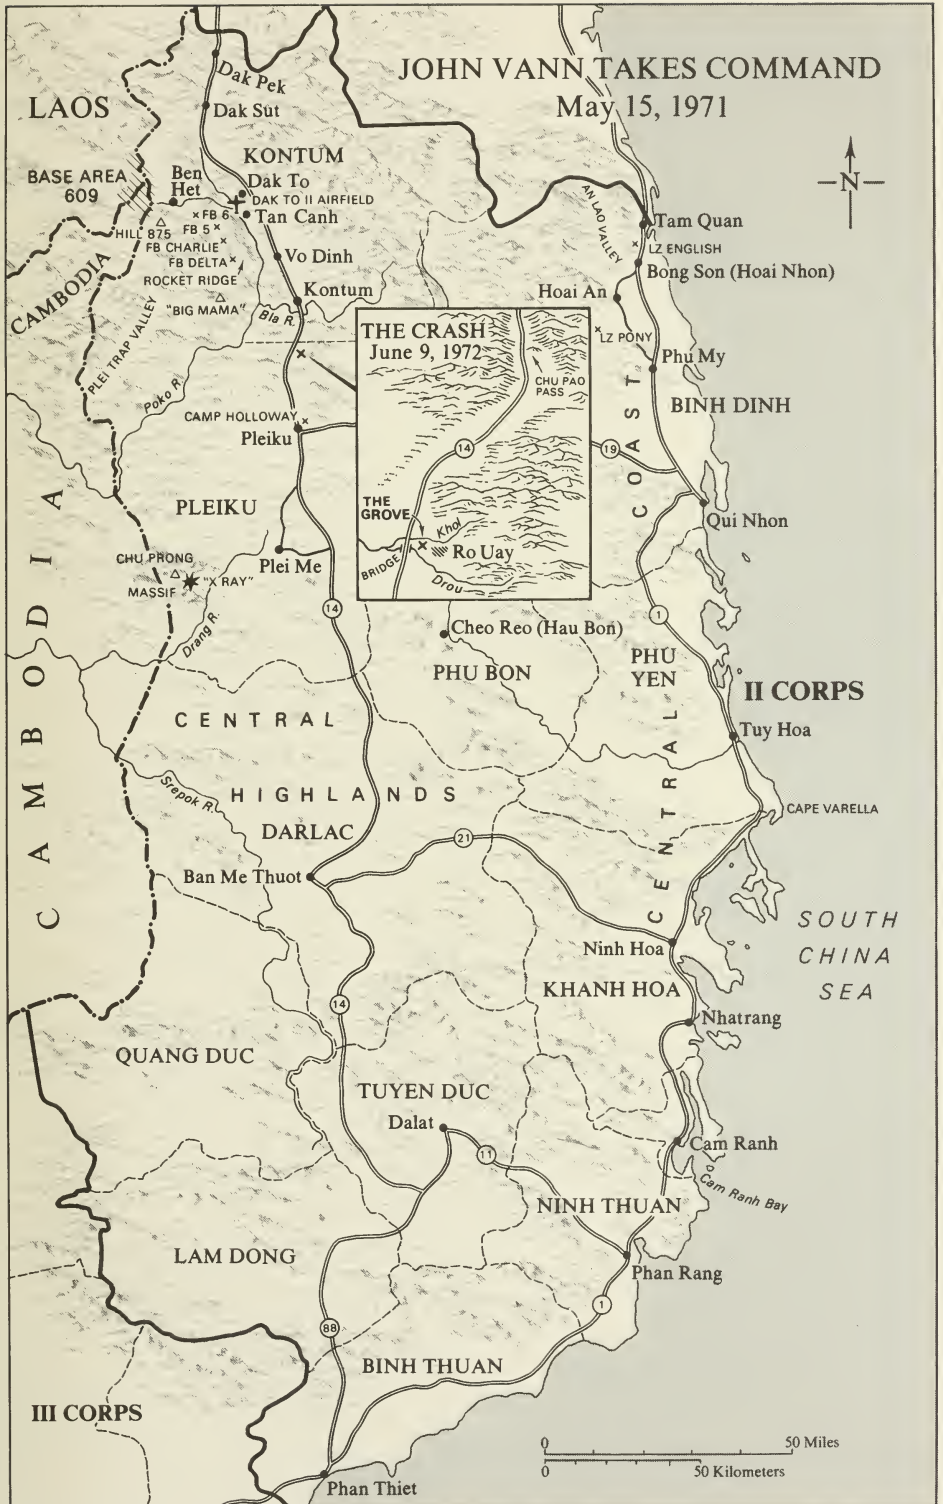 JOHN VANN TAKES COMMAND
May 15, 1971
LAOS
Dak Pek
Dak Sut
KONTUM
BASE AREA
609
Ben
Het
Dak To
DAK TO II AIRFIELD
Tan Canh
FB 6
FB 5
HILL 875
FB CHARLIE
FB DELTA
ROCKET RIDGE
Vo Dinh
CAMBODIA
PLEI TRAP VALLEY
"BIG MAMA"
Kontum
Bla R.
Poko R.
N
AN LAO VALLEY
Tam Quan
LZ ENGLISH
Bong Son (Hoai Nhon)
Hoai An
LZ PONY
Phu My
BINH DINH
THE CRASH
June 9, 1972
CHU PAO
PASS
14
THE
GROVE
Khol
BRIDGE
Ro Uay
Drou
CAMP HOLLOWAY
Pleiku
19
Qui Nhon
PLEIKU
CHU PRONG
MASSIF
"X RAY"
Plei Me
Drang R.
14
1
Cheo Reo (Hau Bon)
PHU BON
PHU
YEN
II CORPS
CAMBODIA
CENTRAL
HIGHLANDS
CENTRAL COAST
Tuy Hoa
CAPE VARELLA
Srepok R.
DARLAC
21
Ban Me Thuot
Ninh Hoa
SOUTH
CHINA
SEA
KHANH HOA
14
Nhatrang
QUANG DUC
TUYEN DUC
Dalat
11
Cam Ranh
Cam Ranh Bay
NINH THUAN
LAM DONG
Phan Rang
1
88
BINH THUAN
III CORPS
Phan Thiet
0
50 Miles
0
50 Kilometers